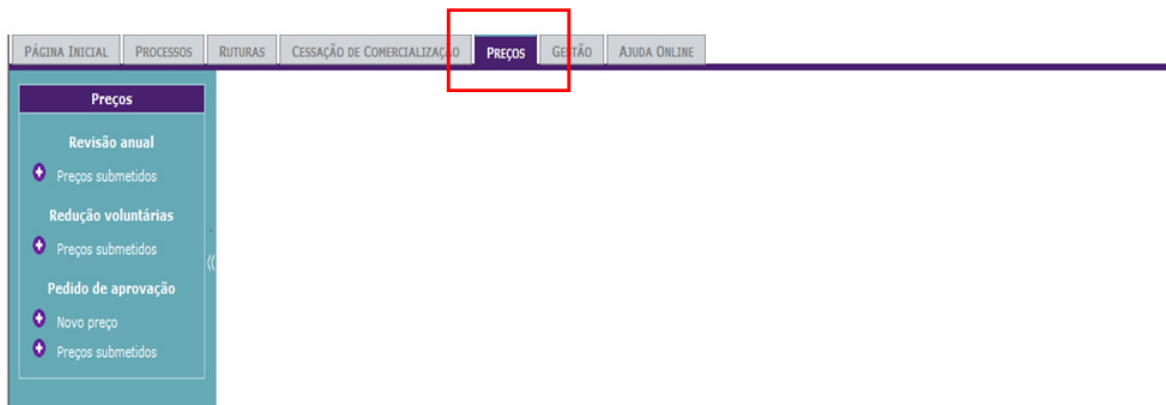 PÁGINA INICIAL PROCESSOS RUTURAS CESSAÇÃO DE COMERCIALIZAÇÃO PREÇOS GESTÃO AJUDA ONLINE
Preços
Revisão anual
Preços submetidos
Redução voluntárias
Preços submetidos
Pedido de aprovação
Novo preço
Preços submetidos